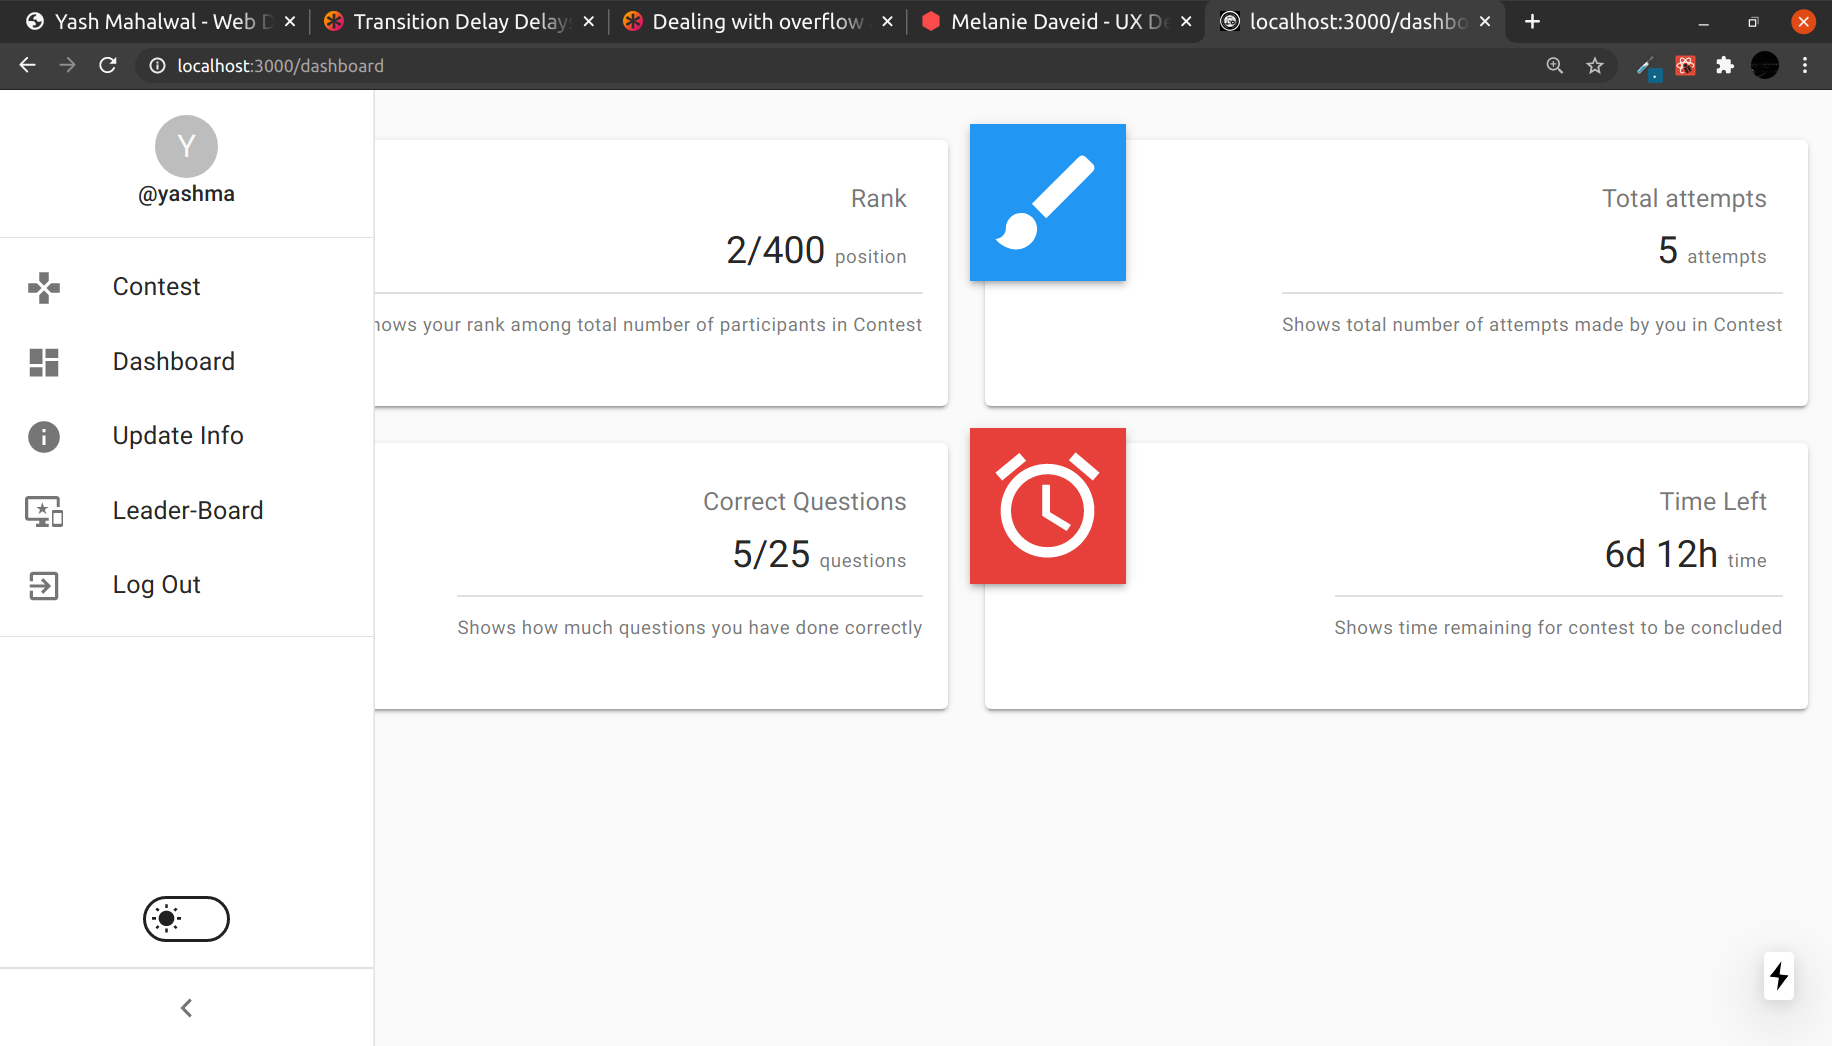 Yash Mahalwal - Web D
Transition Delay Delays
Dealing with overflow
Melanie Daveid - UX De
localhost:3000/dashbo
localhost:3000/dashboard
Y
@yashma
Contest
Dashboard
Update Info
Leader-Board
Log Out
Rank
2/400 position
hows your rank among total number of participants in Contest
Total attempts
5 attempts
Shows total number of attempts made by you in Contest
Correct Questions
5/25 questions
Shows how much questions you have done correctly
Time Left
6d 12h time
Shows time remaining for contest to be concluded